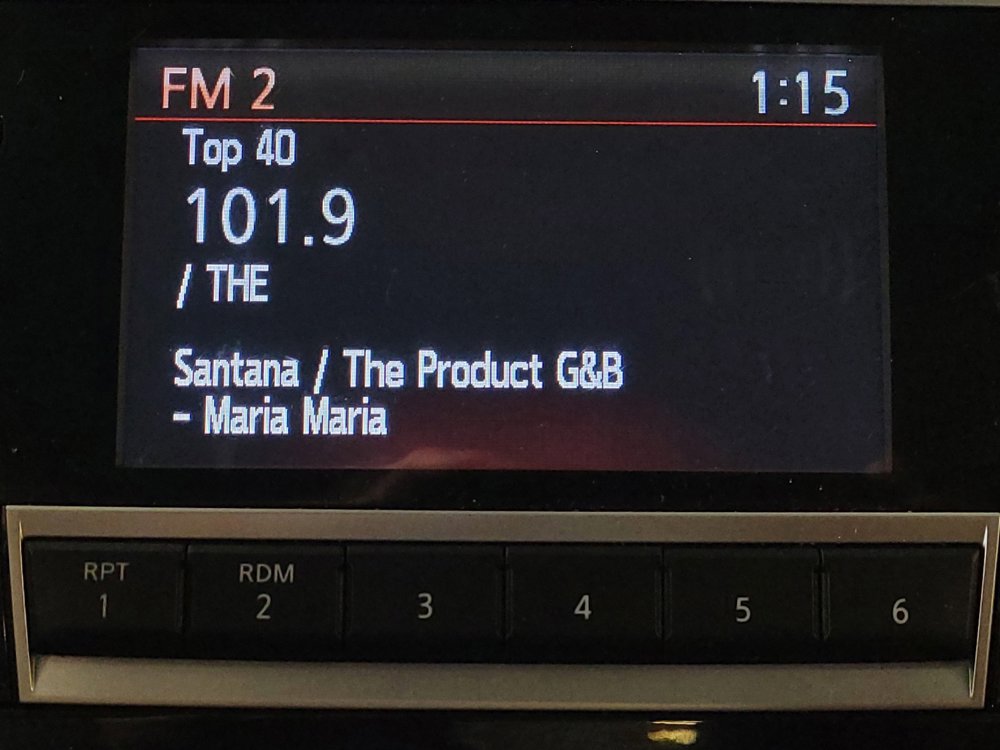 FM 2 1:15
Top 40
101.9
/ THE
Santana / The Product G&B
- Maria Maria
RPT RDM
1 2 3 4 5 6